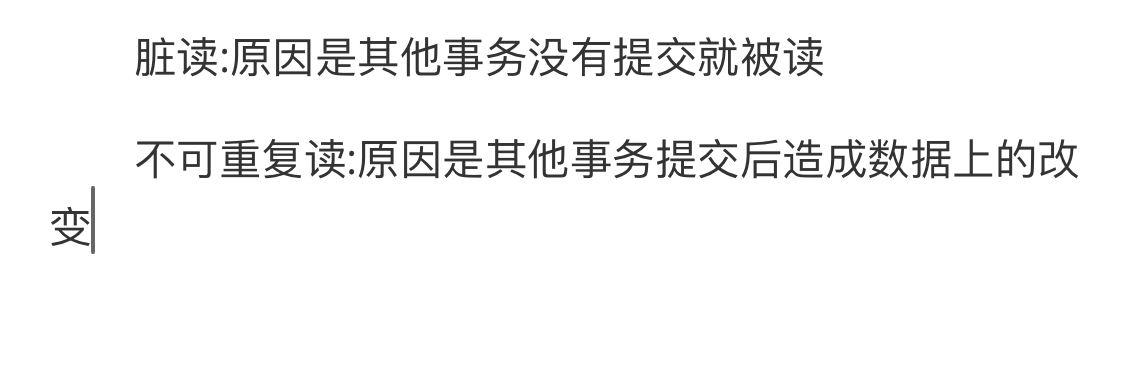 脏读:原因是其他事务没有提交就被读
不可重复读:原因是其他事务提交后造成数据上的改
变